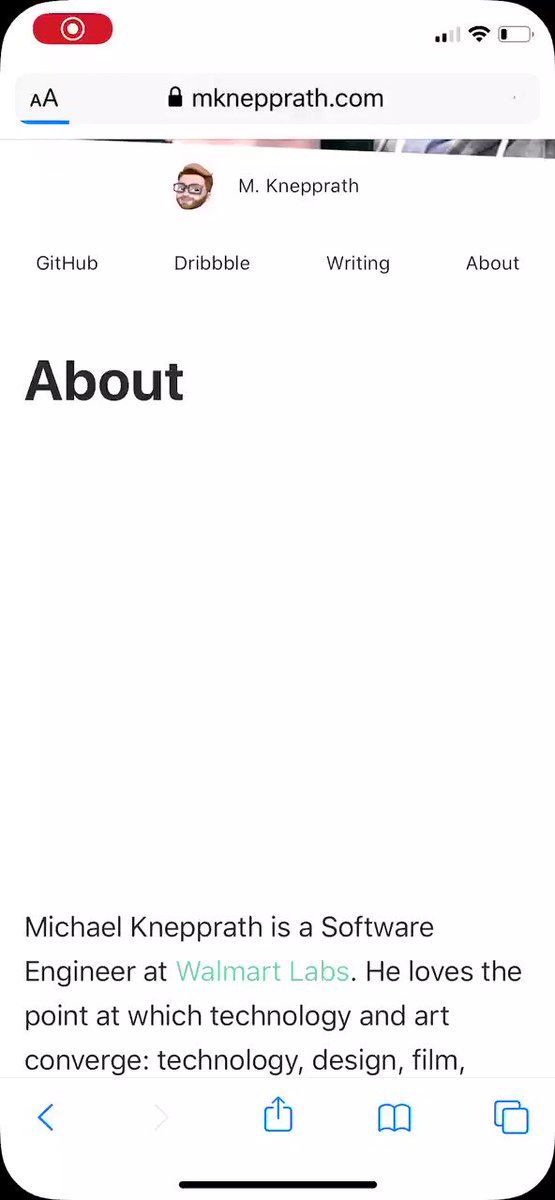 AA
mknepprath.com
M. Knepprath
GitHub Dribbble Writing About
About
Michael Knepprath is a Software
Engineer at Walmart Labs. He loves the
point at which technology and art
converge: technology, design, film,